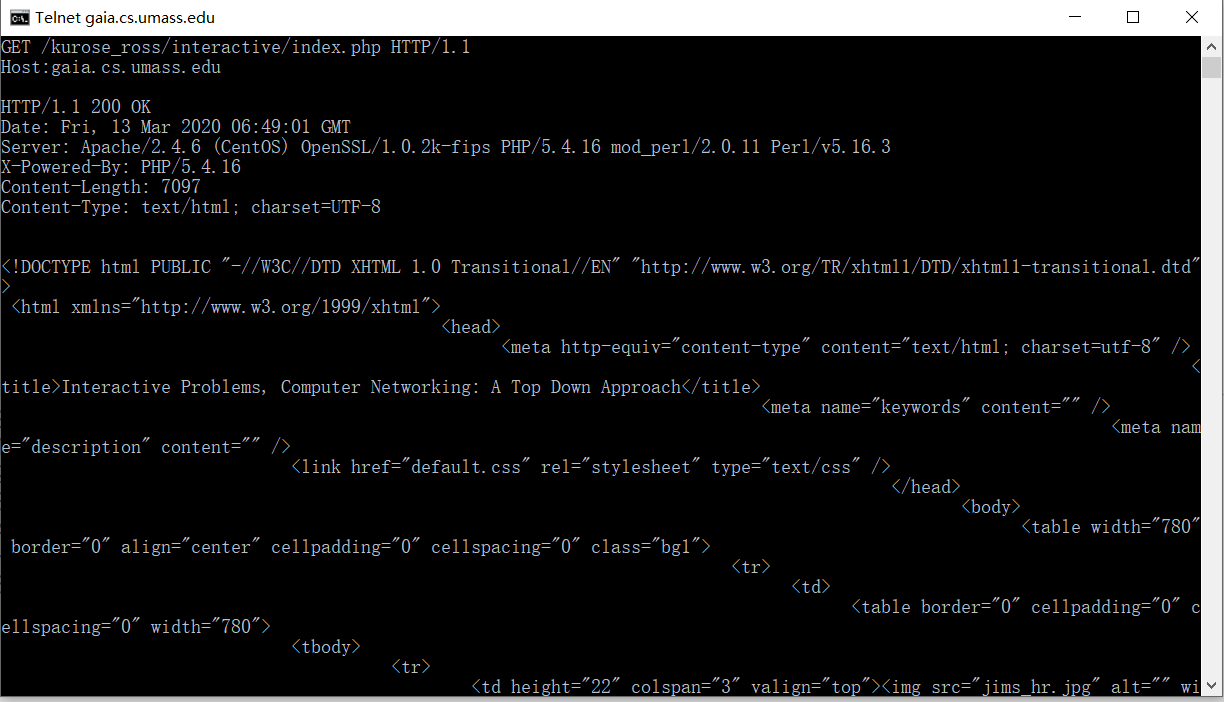 Telnet gaia.cs.umass.edu
GET /kurose_ross/interactive/index.php HTTP/1.1
Host:gaia.cs.umass.edu
HTTP/1.1 200 OK
Date: Fri, 13 Mar 2020 06:49:01 GMT
Server: Apache/2.4.6 (CentOS) OpenSSL/1.0.2k-fips PHP/5.4.16 mod_perl/2.0.11 Perl/v5.16.3
X-Powered-By: PHP/5.4.16
Content-Length: 7097
Content-Type: text/html; charset=UTF-8
<!DOCTYPE html PUBLIC "-//W3C//DTD XHTML 1.0 Transitional//EN" "http://www.w3.org/TR/xhtml1/DTD/xhtml1-transitional.dtd"
>
<html xmlns="http://www.w3.org/1999/xhtml">
<head>
<meta http-equiv="content-type" content="text/html; charset=utf-8" />
<
title>Interactive Problems, Computer Networking: A Top Down Approach</title>
<meta name="keywords" content="" />
<meta nam
e="description" content="" />
<link href="default.css" rel="stylesheet" type="text/css" />
</head>
<body>
<table width="780"
border="0" align="center" cellpadding="0" cellspacing="0" class="bg1">
<tr>
<td>
<table border="0" cellpadding="0" c
ellspacing="0" width="780">
<tbody>
<tr>
<td height="22" colspan="3" valign="top"><img src="jims_hr.jpg" alt="" wi